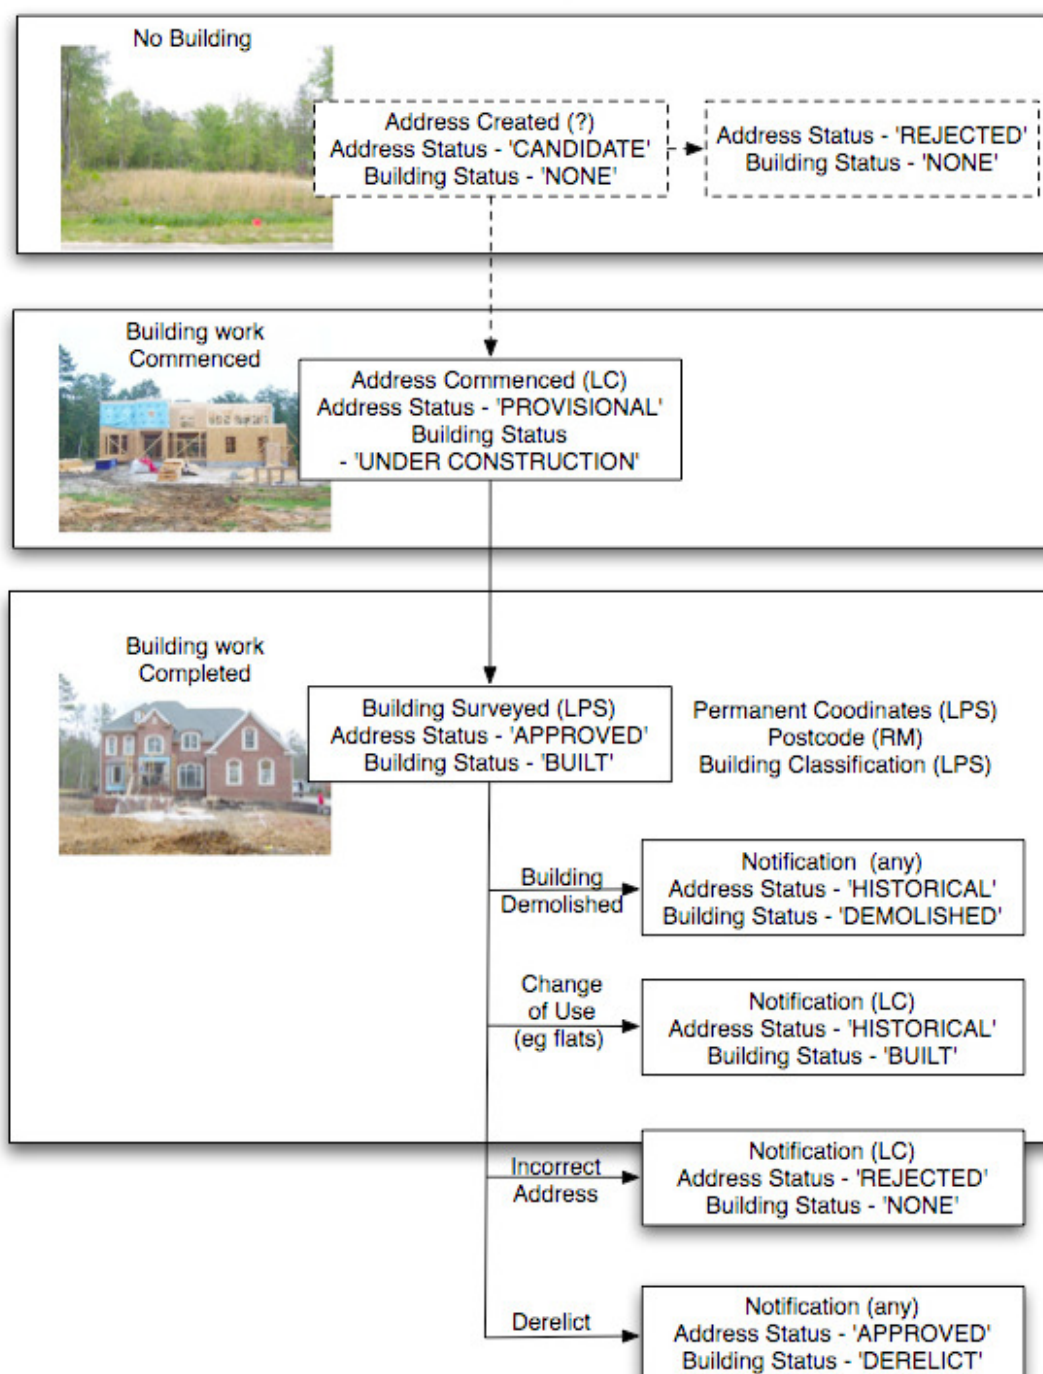 No Building
Address Created (?)
Address Status - 'CANDIDATE'
Building Status - 'NONE'
Address Status - 'REJECTED'
Building Status - 'NONE'
Building work
Commenced
Address Commenced (LC)
Address Status - 'PROVISIONAL'
Building Status
- 'UNDER CONSTRUCTION'
Building work
Completed
Building Surveyed (LPS)
Address Status - 'APPROVED'
Building Status - 'BUILT'
Permanent Coodinates (LPS)
Postcode (RM)
Building Classification (LPS)
Building
Demolished
Notification (any)
Address Status - 'HISTORICAL'
Building Status - 'DEMOLISHED'
Change
of Use
(eg flats)
Notification (LC)
Address Status - 'HISTORICAL'
Building Status - 'BUILT'
Incorrect
Address
Notification (LC)
Address Status - 'REJECTED'
Building Status - 'NONE'
Derelict
Notification (any)
Address Status - 'APPROVED'
Building Status - 'DERELICT'